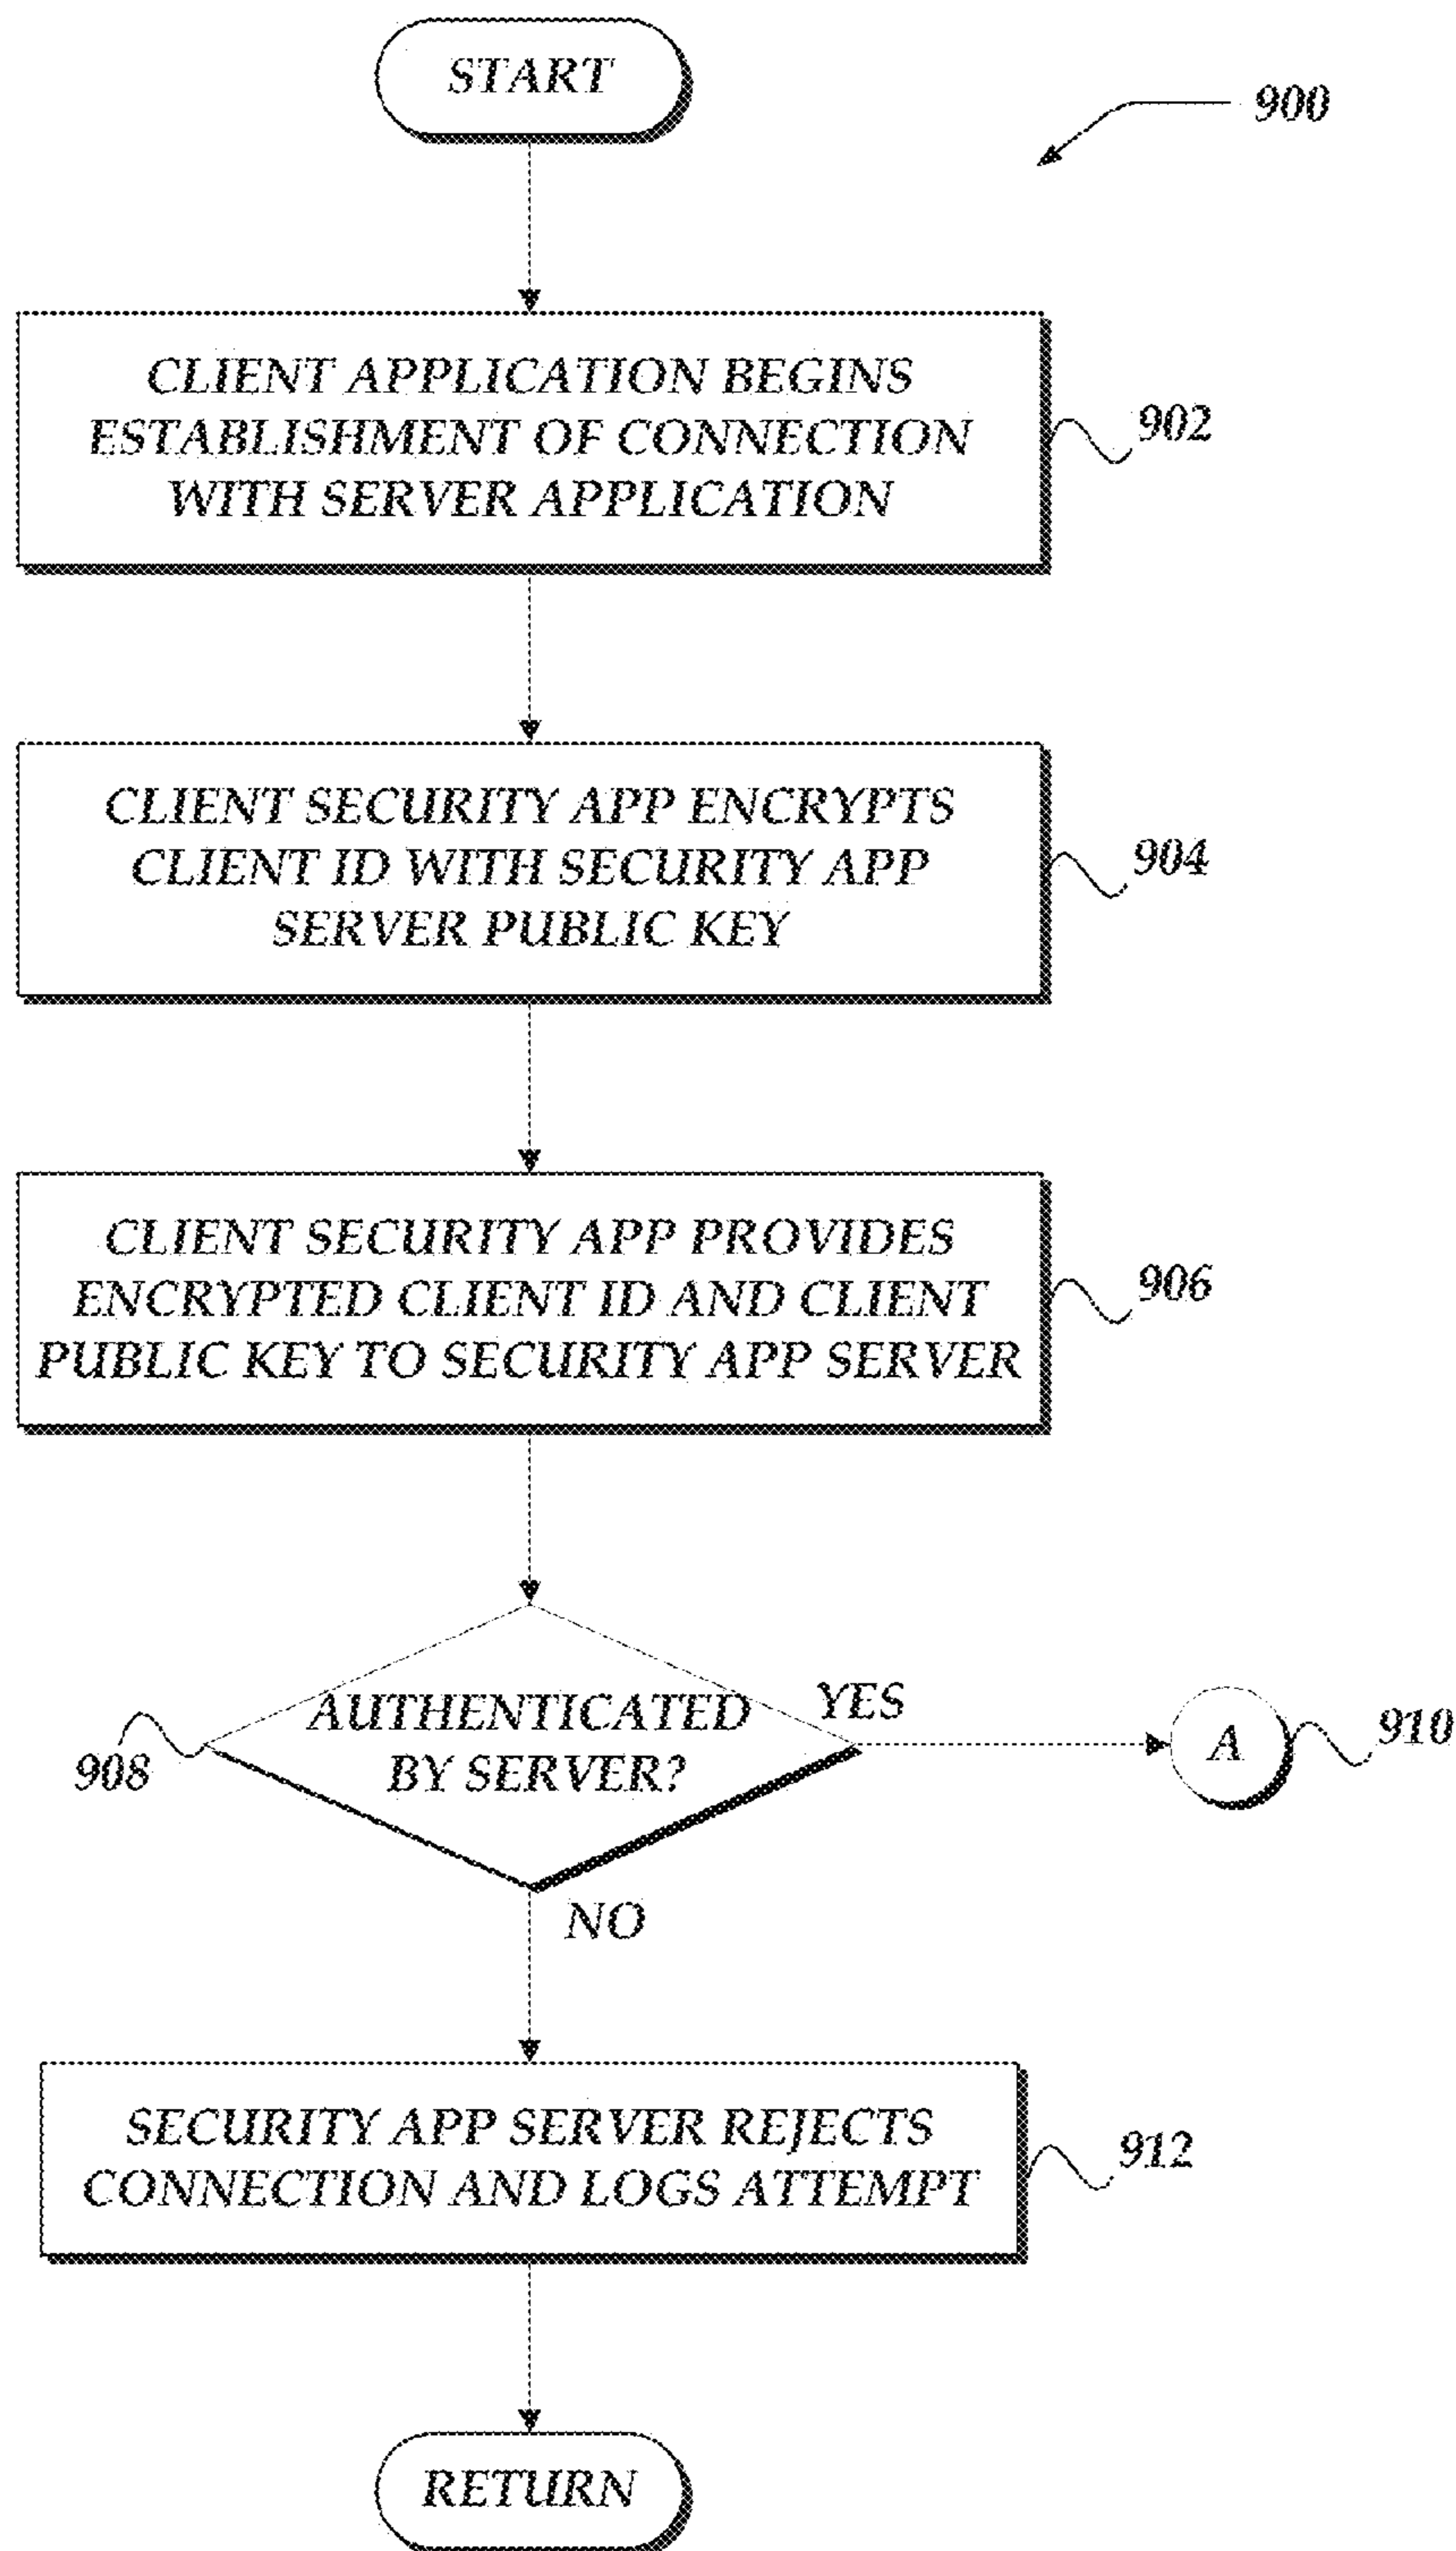 START
900
CLIENT APPLICATION BEGINS
ESTABLISHMENT OF CONNECTION
WITH SERVER APPLICATION
902
CLIENT SECURITY APP ENCRYPTS
CLIENT ID WITH SECURITY APP
SERVER PUBLIC KEY
904
CLIENT SECURITY APP PROVIDES
ENCRYPTED CLIENT ID AND CLIENT
PUBLIC KEY TO SECURITY APP SERVER
906
AUTHENTICATED
BY SERVER?
908
YES
A
910
NO
SECURITY APP SERVER REJECTS
CONNECTION AND LOGS ATTEMPT
912
RETURN